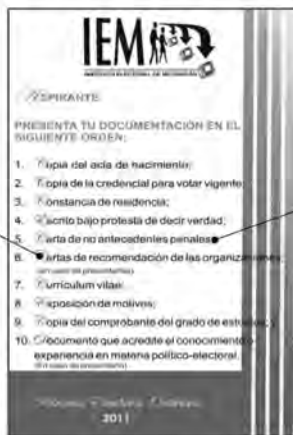 IEM
INSTITUTO ELECTORAL DE MICHOACÁN
ASPIRANTE
PRESENTA TU DOCUMENTACIÓN EN EL
SIGUIENTE ORDEN:
1. Copia del acta de nacimiento;
2. Copia de la credencial para votar vigente;
3. Constancia de residencia;
4. Escrito bajo protesta de decir verdad;
5. Carta de no antecedentes penales
6. Cartas de recomendación de las organizaciones;
(en caso de presentarlas)
7. Curriculum vitae;
8. Exposición de motivos;
9. Copia del comprobante del grado de estudios; y
10. Documento que acredite el conocimiento o
experiencia en materia político-electoral.
(En caso de presentarlo)
Proceso Electoral Ordinario
2011